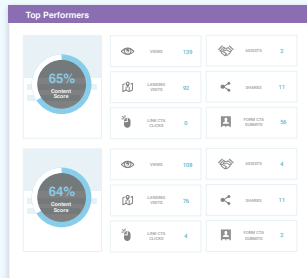 Top Performers
65%
Content
Score
VIEWS 139
ASSISTS 2
LANDING
VISITS 92
SHARES 11
LINK CTA
CLICKS 0
FORM CTA
SUBMITS 56
64%
Content
Score
VIEWS 108
ASSISTS 4
LANDING
VISITS 76
SHARES 11
LINK CTA
CLICKS 4
FORM CTA
SUBMITS 2